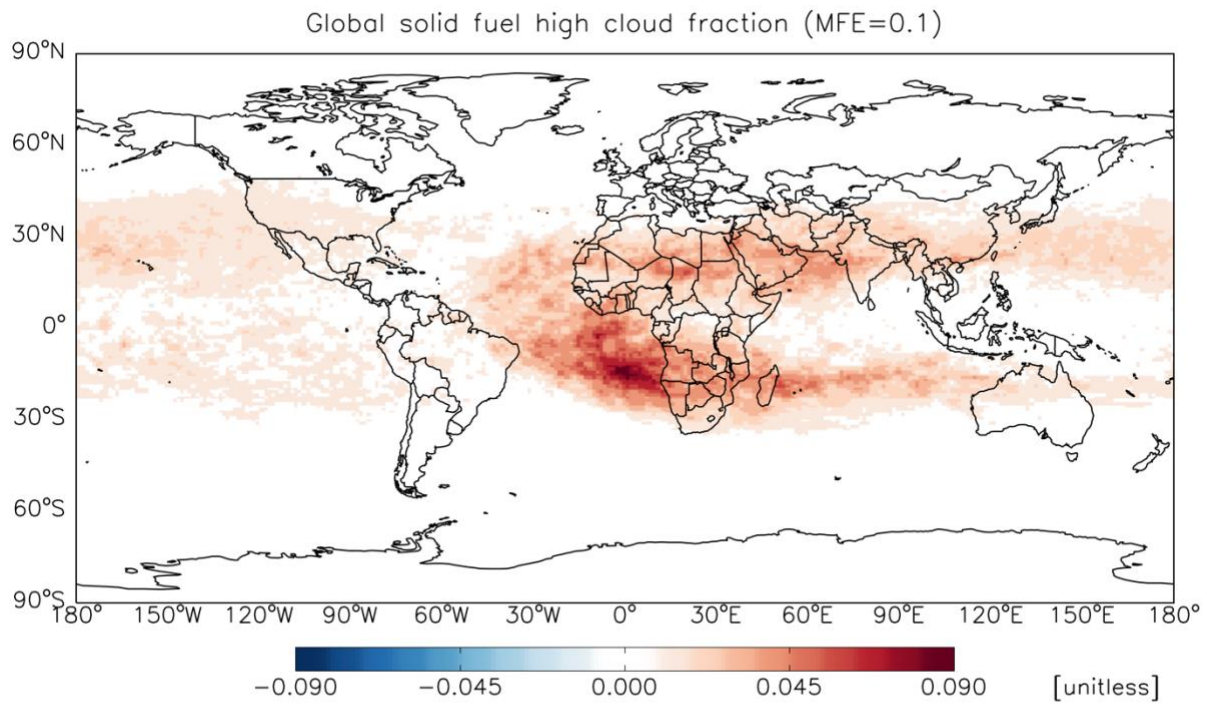 Global solid fuel high cloud fraction (MFE=0.1)
90°N
60°N
30°N
0°
30°S
60°S
90°S
180° 150°W 120°W 90°W 60°W 30°W 0° 30°E 60°E 90°E 120°E 150°E 180°
−0.090 −0.045 0.000 0.045 0.090 [unitless]